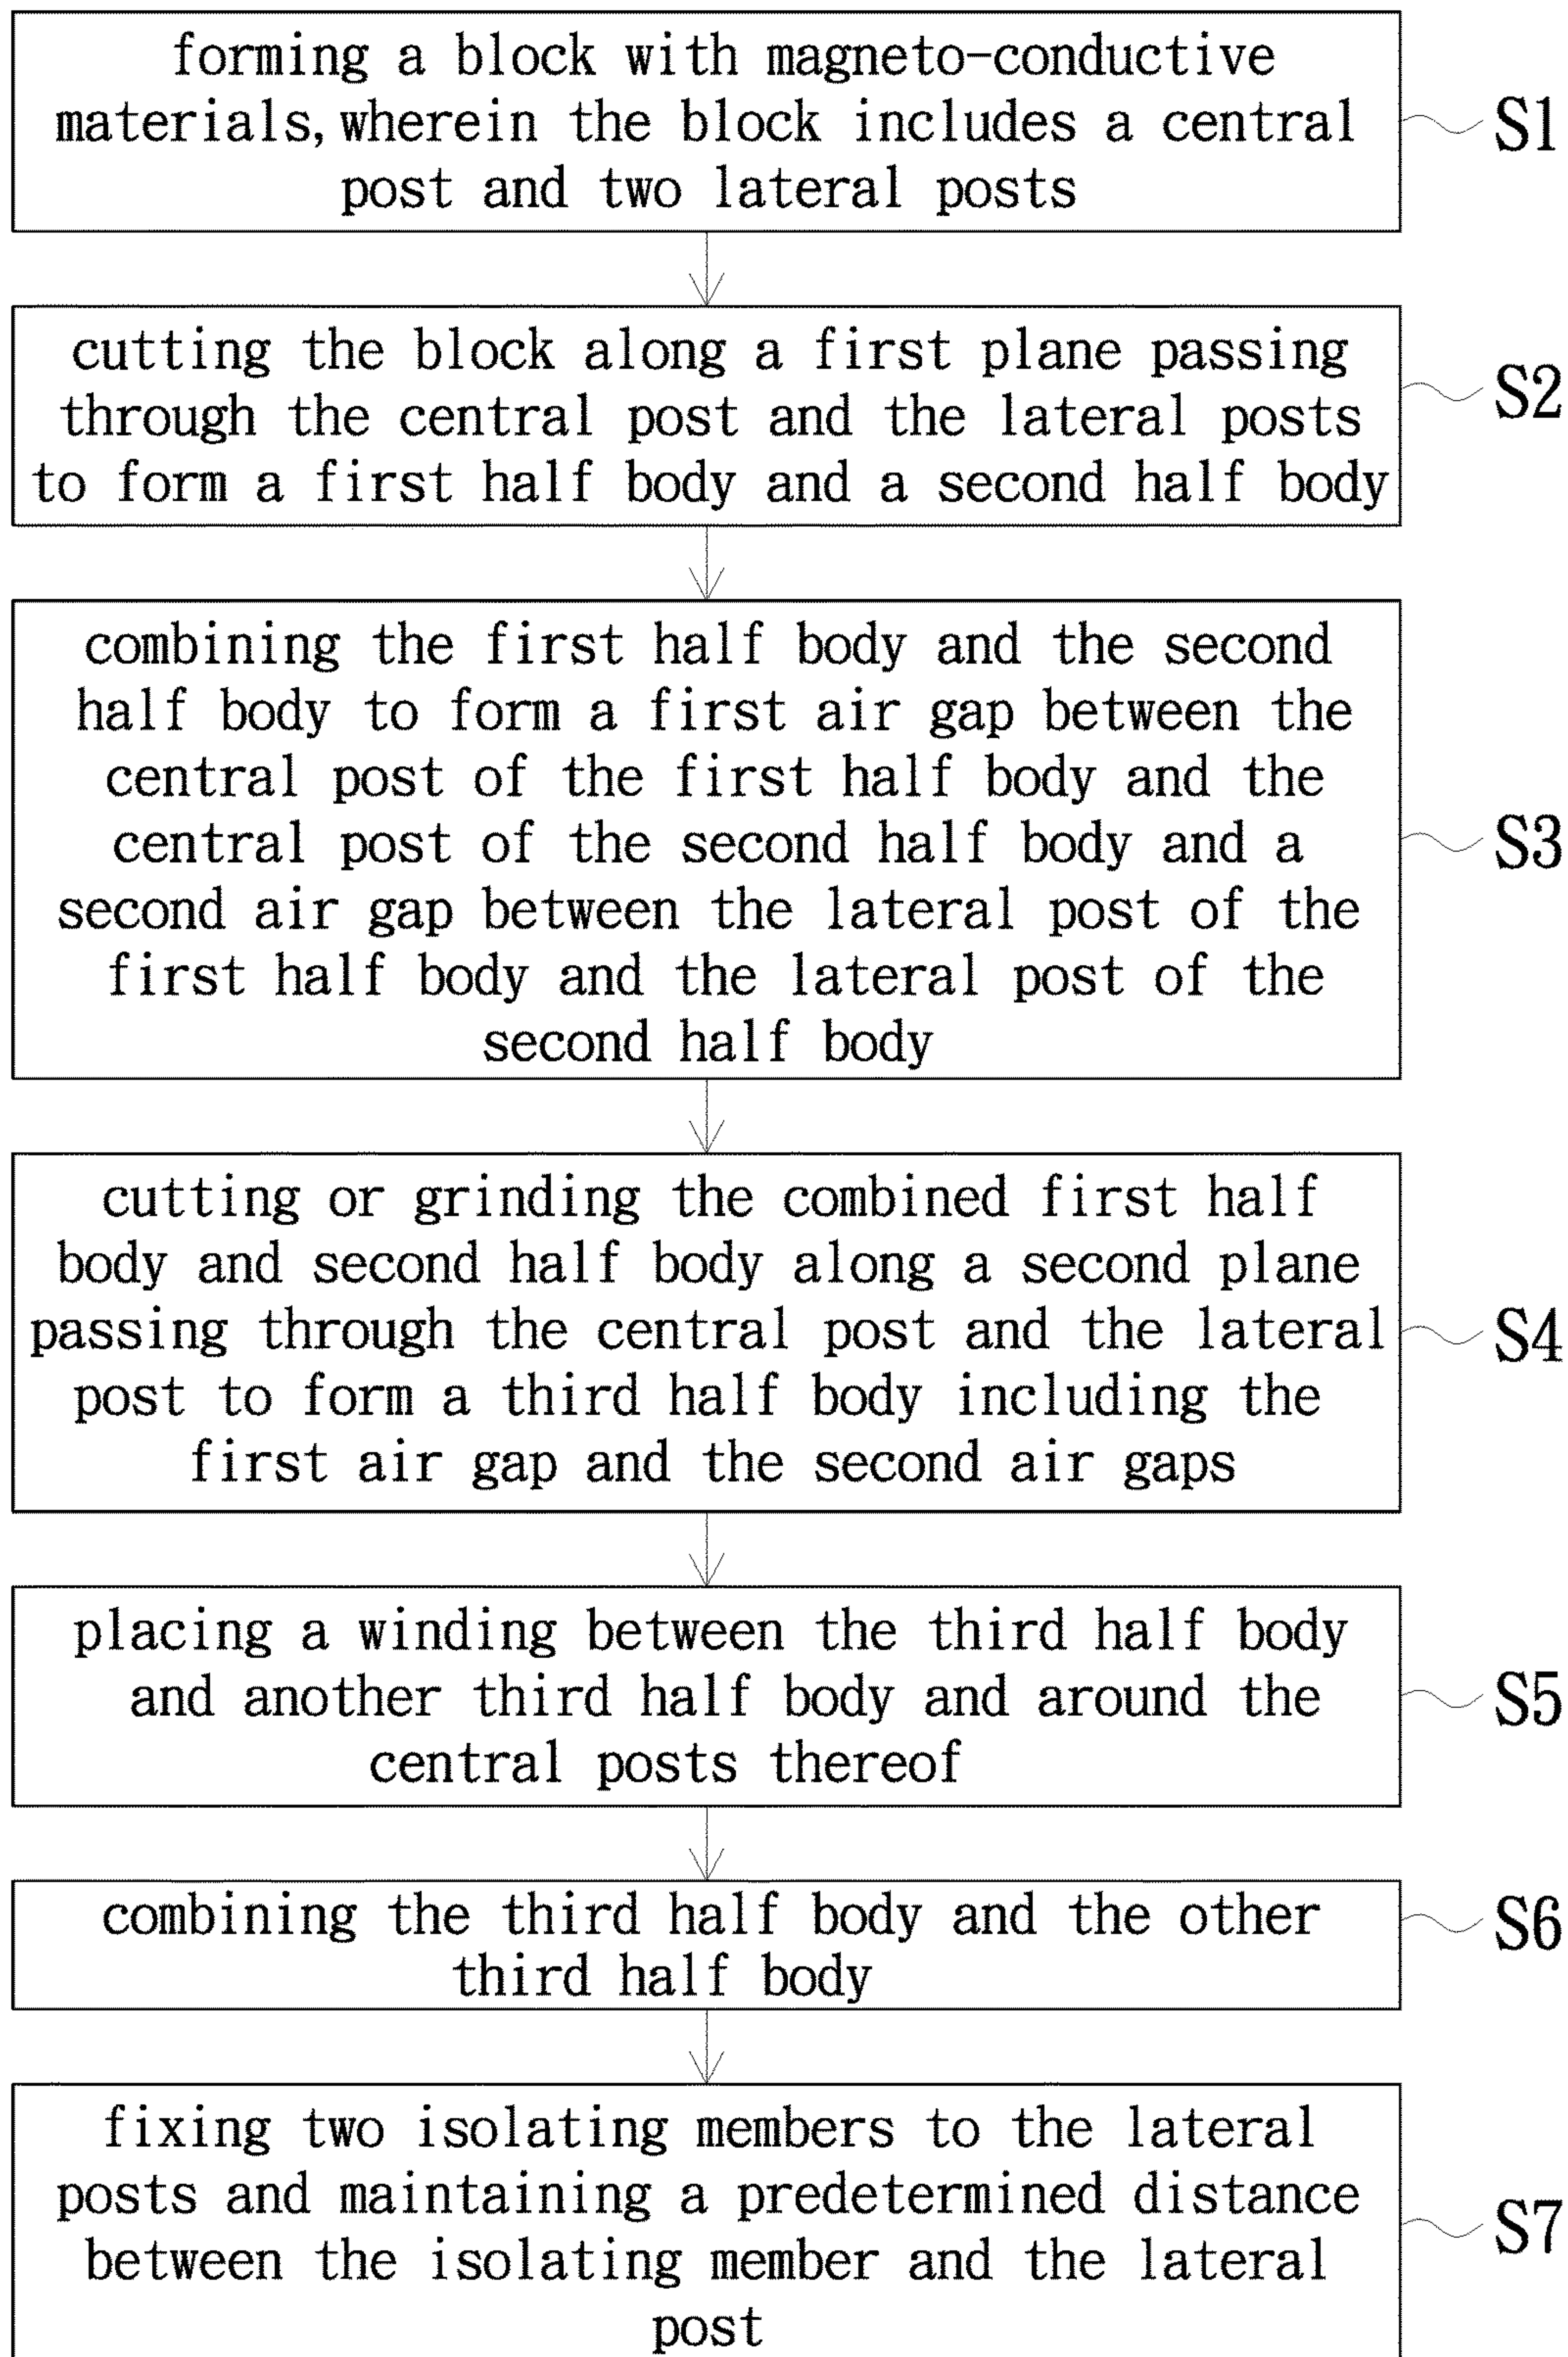 forming a block with magneto-conductive
materials, wherein the block includes a central
post and two lateral posts
S1
cutting the block along a first plane passing
through the central post and the lateral posts
to form a first half body and a second half body
S2
combining the first half body and the second
half body to form a first air gap between the
central post of the first half body and the
central post of the second half body and a
second air gap between the lateral post of the
first half body and the lateral post of the
second half body
S3
cutting or grinding the combined first half
body and second half body along a second plane
passing through the central post and the lateral
post to form a third half body including the
first air gap and the second air gaps
S4
placing a winding between the third half body
and another third half body and around the
central posts thereof
S5
combining the third half body and the other
third half body
S6
fixing two isolating members to the lateral
posts and maintaining a predetermined distance
between the isolating member and the lateral
post
S7